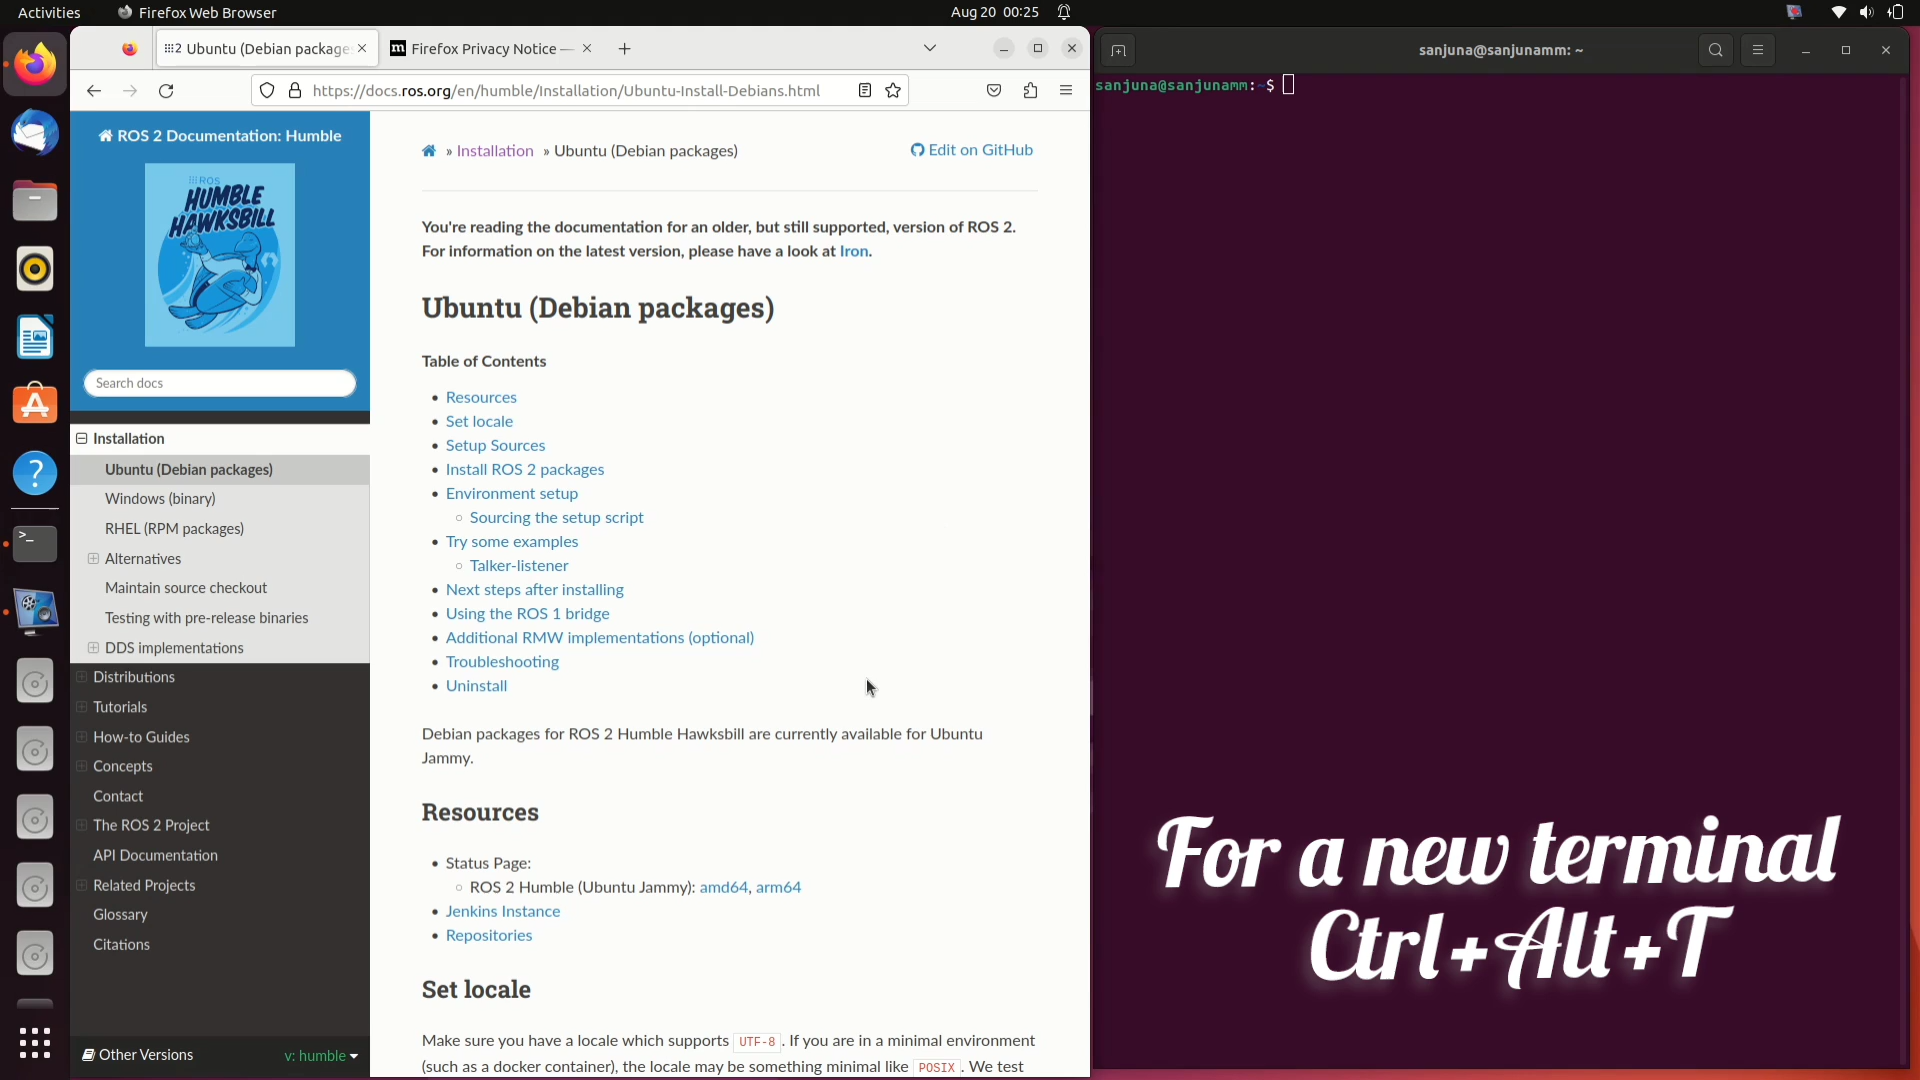 Activities
Firefox Web Browser
Aug 20 00:25
Ubuntu (Debian package
Firefox Privacy Notice —
https://docs.ros.org/en/humble/Installation/Ubuntu-Install-Debians.html
ROS 2 Documentation: Humble
ROS
HUMBLE
HAWKSBILL
Search docs
Installation
Ubuntu (Debian packages)
Windows (binary)
RHEL (RPM packages)
Alternatives
Maintain source checkout
Testing with pre-release binaries
DDS implementations
Distributions
Tutorials
How-to Guides
Concepts
Contact
The ROS 2 Project
API Documentation
Related Projects
Glossary
Citations
Other Versions
v: humble
» Installation » Ubuntu (Debian packages)
Edit on GitHub
You're reading the documentation for an older, but still supported, version of ROS 2.
For information on the latest version, please have a look at Iron.
Ubuntu (Debian packages)
Table of Contents
Resources
Set locale
Setup Sources
Install ROS 2 packages
Environment setup
Sourcing the setup script
Try some examples
Talker-listener
Next steps after installing
Using the ROS 1 bridge
Additional RMW implementations (optional)
Troubleshooting
Uninstall
Debian packages for ROS 2 Humble Hawksbill are currently available for Ubuntu
Jammy.
Resources
Status Page:
ROS 2 Humble (Ubuntu Jammy): amd64, arm64
Jenkins Instance
Repositories
Set locale
Make sure you have a locale which supports UTF-8. If you are in a minimal environment
(such as a docker container), the locale may be something minimal like POSIX. We test
sanjuna@sanjunamm: ~
sanjuna@sanjunamm:~$
For a new terminal
Ctrl+Alt+T